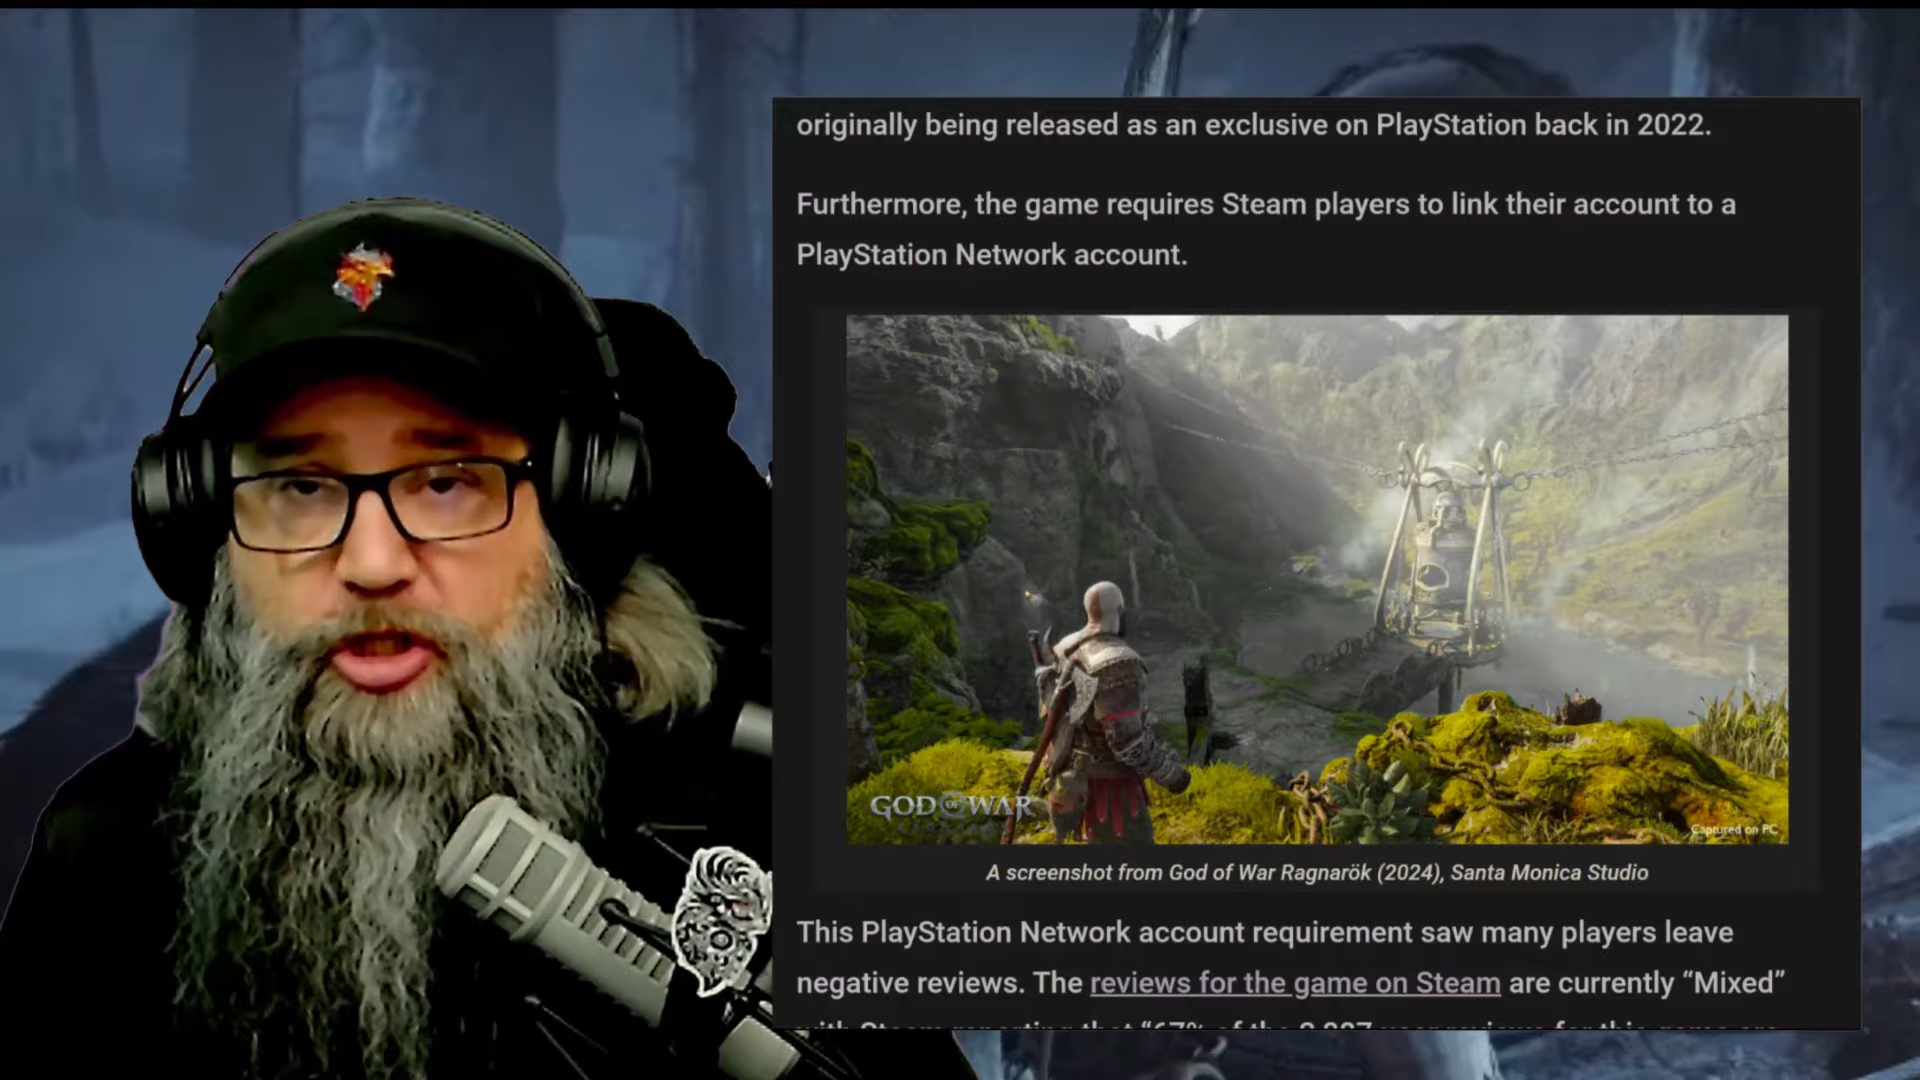 originally being released as an exclusive on PlayStation back in 2022.
Furthermore, the game requires Steam players to link their account to a
PlayStation Network account.
GOD OF WAR
Captured on PC
A screenshot from God of War Ragnarök (2024), Santa Monica Studio
This PlayStation Network account requirement saw many players leave
negative reviews. The reviews for the game on Steam are currently “Mixed”